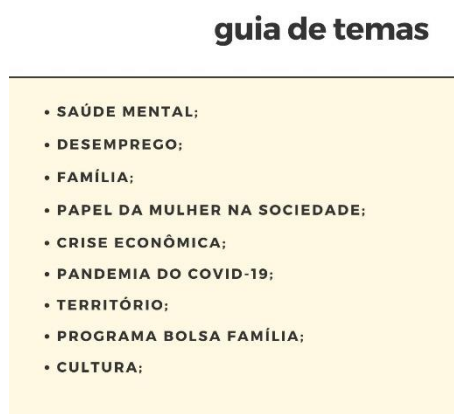 guia de temas
• SAÚDE MENTAL;
• DESEMPREGO;
• FAMÍLIA;
• PAPEL DA MULHER NA SOCIEDADE;
• CRISE ECONÔMICA;
• PANDEMIA DO COVID-19;
• TERRITÓRIO;
• PROGRAMA BOLSA FAMÍLIA;
• CULTURA;